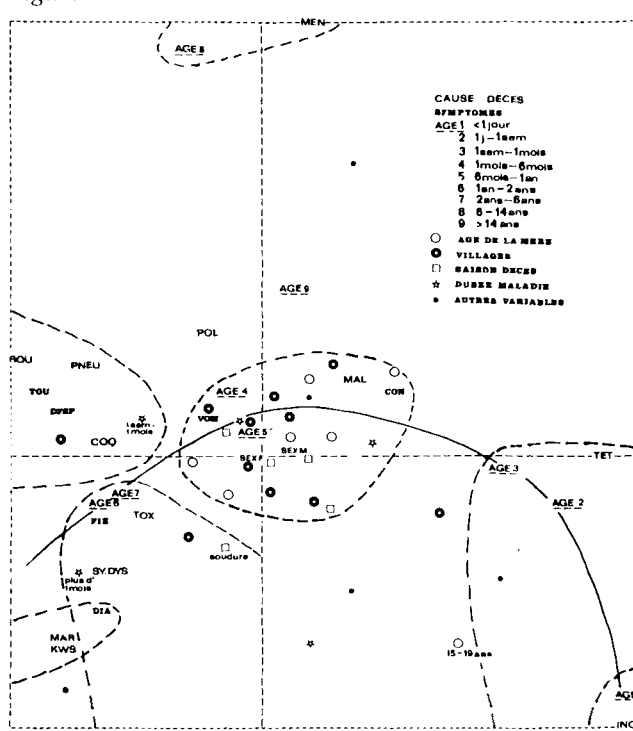 MEN
AGE 8
CAUSE DECES
SYMPTOMES
AGE 1 <1jour
2 1j-1sem
3 1sem-1mois
4 1mois-6mois
5 6mois-1an
6 1an-2ans
7 2ans-6ans
8 6-14ans
9 >14ans
AGE DE LA MERE
VILLAGES
SAISON DECES
DUREE MALADIE
AUTRES VARIABLES
AGE 9
POL
ROU
PNEU
MAL
TOU
AGE 4
CON
DYSP
VOM
1sem-
1mois
COQ
AGE 5
SEX F
SEX M
TET
AGE 3
AGE 7
AGE 6
AGE 2
FIE
TOX
soudure
SY.DYS
plus d'
1mois
DIA
MAR
KWS
15-19ans
AGE
INC